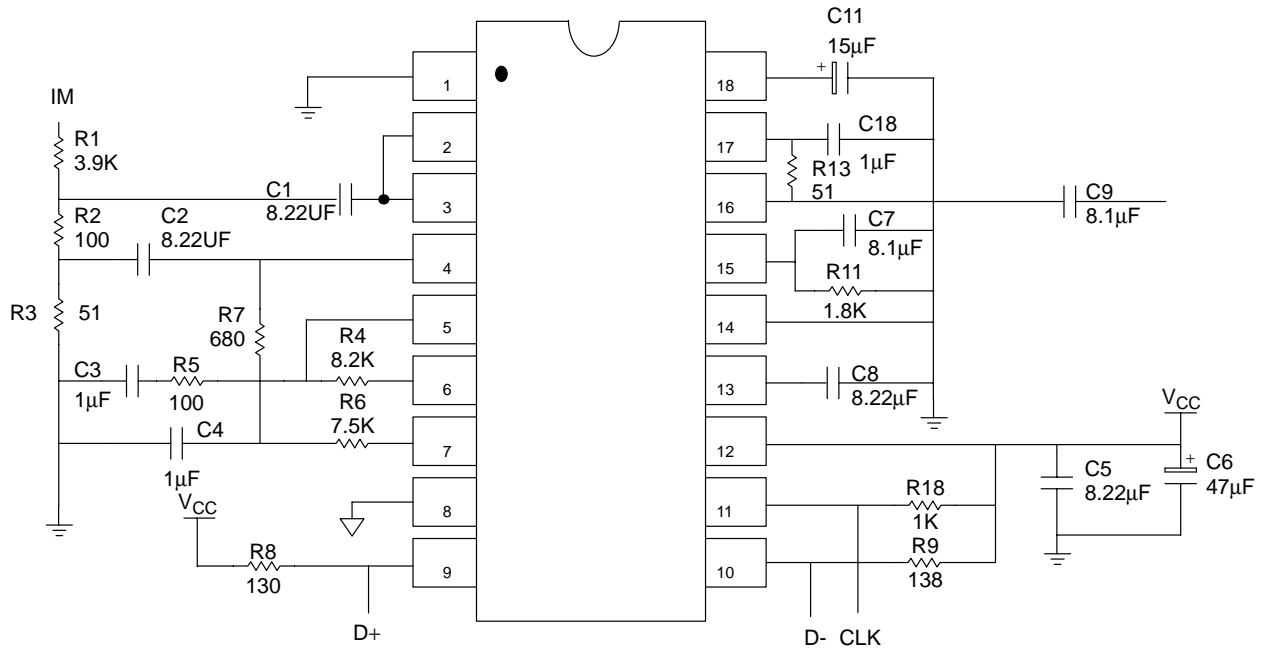 IM
R1
3.9K
R2
100
R3
51
C1
8.22UF
C2
8.22UF
R7
680
R4
8.2K
C3
1μF
R5
100
R6
7.5K
C4
1μF
VCC
R8
130
D+
1
2
3
4
5
6
7
8
9
18
17
16
15
14
13
12
11
10
C11
15μF
+
C18
1μF
R13
51
C9
8.1μF
C7
8.1μF
R11
1.8K
C8
8.22μF
VCC
C5
8.22μF
+
C6
47μF
R18
1K
R9
138
D-
CLK